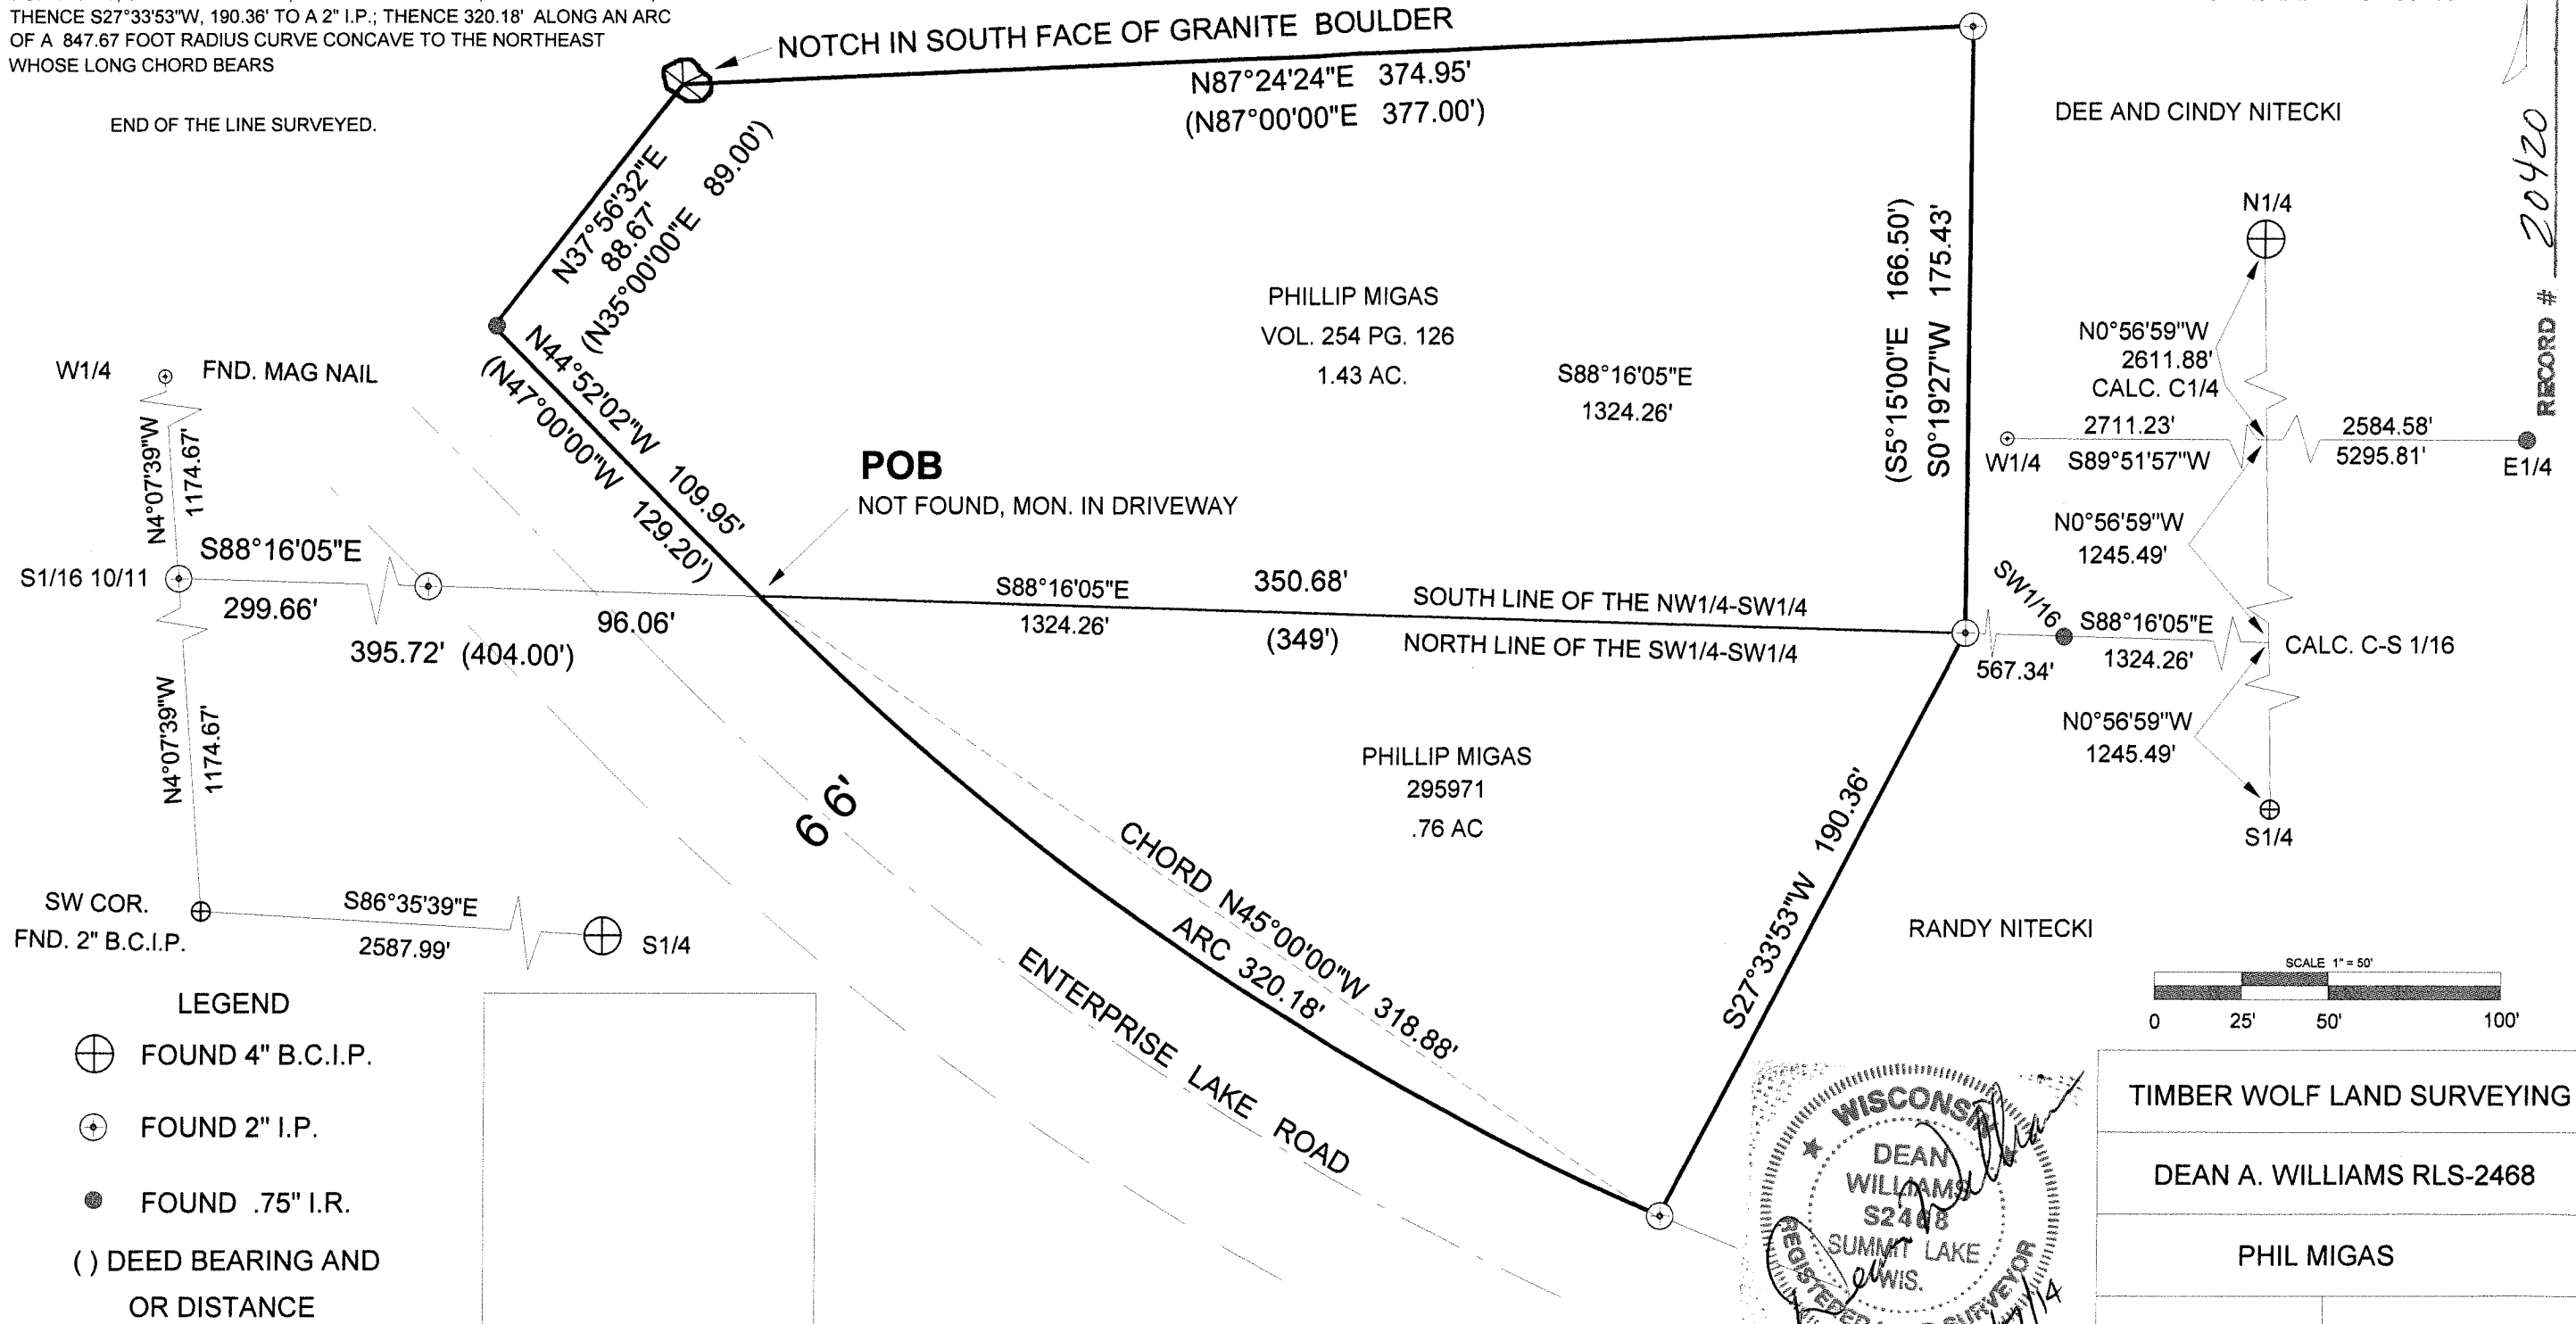 THENCE S27°33'53"W, 190.36' TO A 2" I.P.; THENCE 320.18' ALONG AN ARC
OF A 847.67 FOOT RADIUS CURVE CONCAVE TO THE NORTHEAST
WHOSE LONG CHORD BEARS
END OF THE LINE SURVEYED.
NOTCH IN SOUTH FACE OF GRANITE BOULDER
N87°24'24"E 374.95'
(N87°00'00"E 377.00')
DEE AND CINDY NITECKI
RECORD # 20420
N37°56'32"E
88.67'
(N35°00'00"E 89.00')
N44°52'02"W 109.95'
(N47°00'00"W 129.20')
PHILLIP MIGAS
VOL. 254 PG. 126
1.43 AC.
S88°16'05"E
1324.26'
(S5°15'00"E 166.50')
S0°19'27"W 175.43'
N1/4
N0°56'59"W
2611.88'
CALC. C1/4
2711.23'
2584.58'
W1/4
S89°51'57"W
5295.81'
E1/4
N0°56'59"W
1245.49'
SW1/16
S88°16'05"E
1324.26'
CALC. C-S 1/16
567.34'
N0°56'59"W
1245.49'
S1/4
W1/4
FND. MAG NAIL
N4°07'39"W
1174.67'
S1/16 10/11
S88°16'05"E
299.66'
96.06'
395.72' (404.00')
POB
NOT FOUND, MON. IN DRIVEWAY
S88°16'05"E
1324.26'
350.68'
(349')
SOUTH LINE OF THE NW1/4-SW1/4
NORTH LINE OF THE SW1/4-SW1/4
N4°07'39"W
1174.67'
SW COR.
FND. 2" B.C.I.P.
S86°35'39"E
2587.99'
S1/4
66'
PHILLIP MIGAS
295971
.76 AC
CHORD N45°00'00"W 318.88'
ARC 320.18'
S27°33'53"W 190.36'
ENTERPRISE LAKE ROAD
RANDY NITECKI
SCALE 1" = 50'
0 25' 50' 100'
LEGEND
FOUND 4" B.C.I.P.
FOUND 2" I.P.
FOUND .75" I.R.
( ) DEED BEARING AND
OR DISTANCE
WISCONSIN
DEAN
WILLIAMS
S2468
SUMMIT LAKE
WIS.
REGISTERED LAND SURVEYOR
TIMBER WOLF LAND SURVEYING
DEAN A. WILLIAMS RLS-2468
PHIL MIGAS